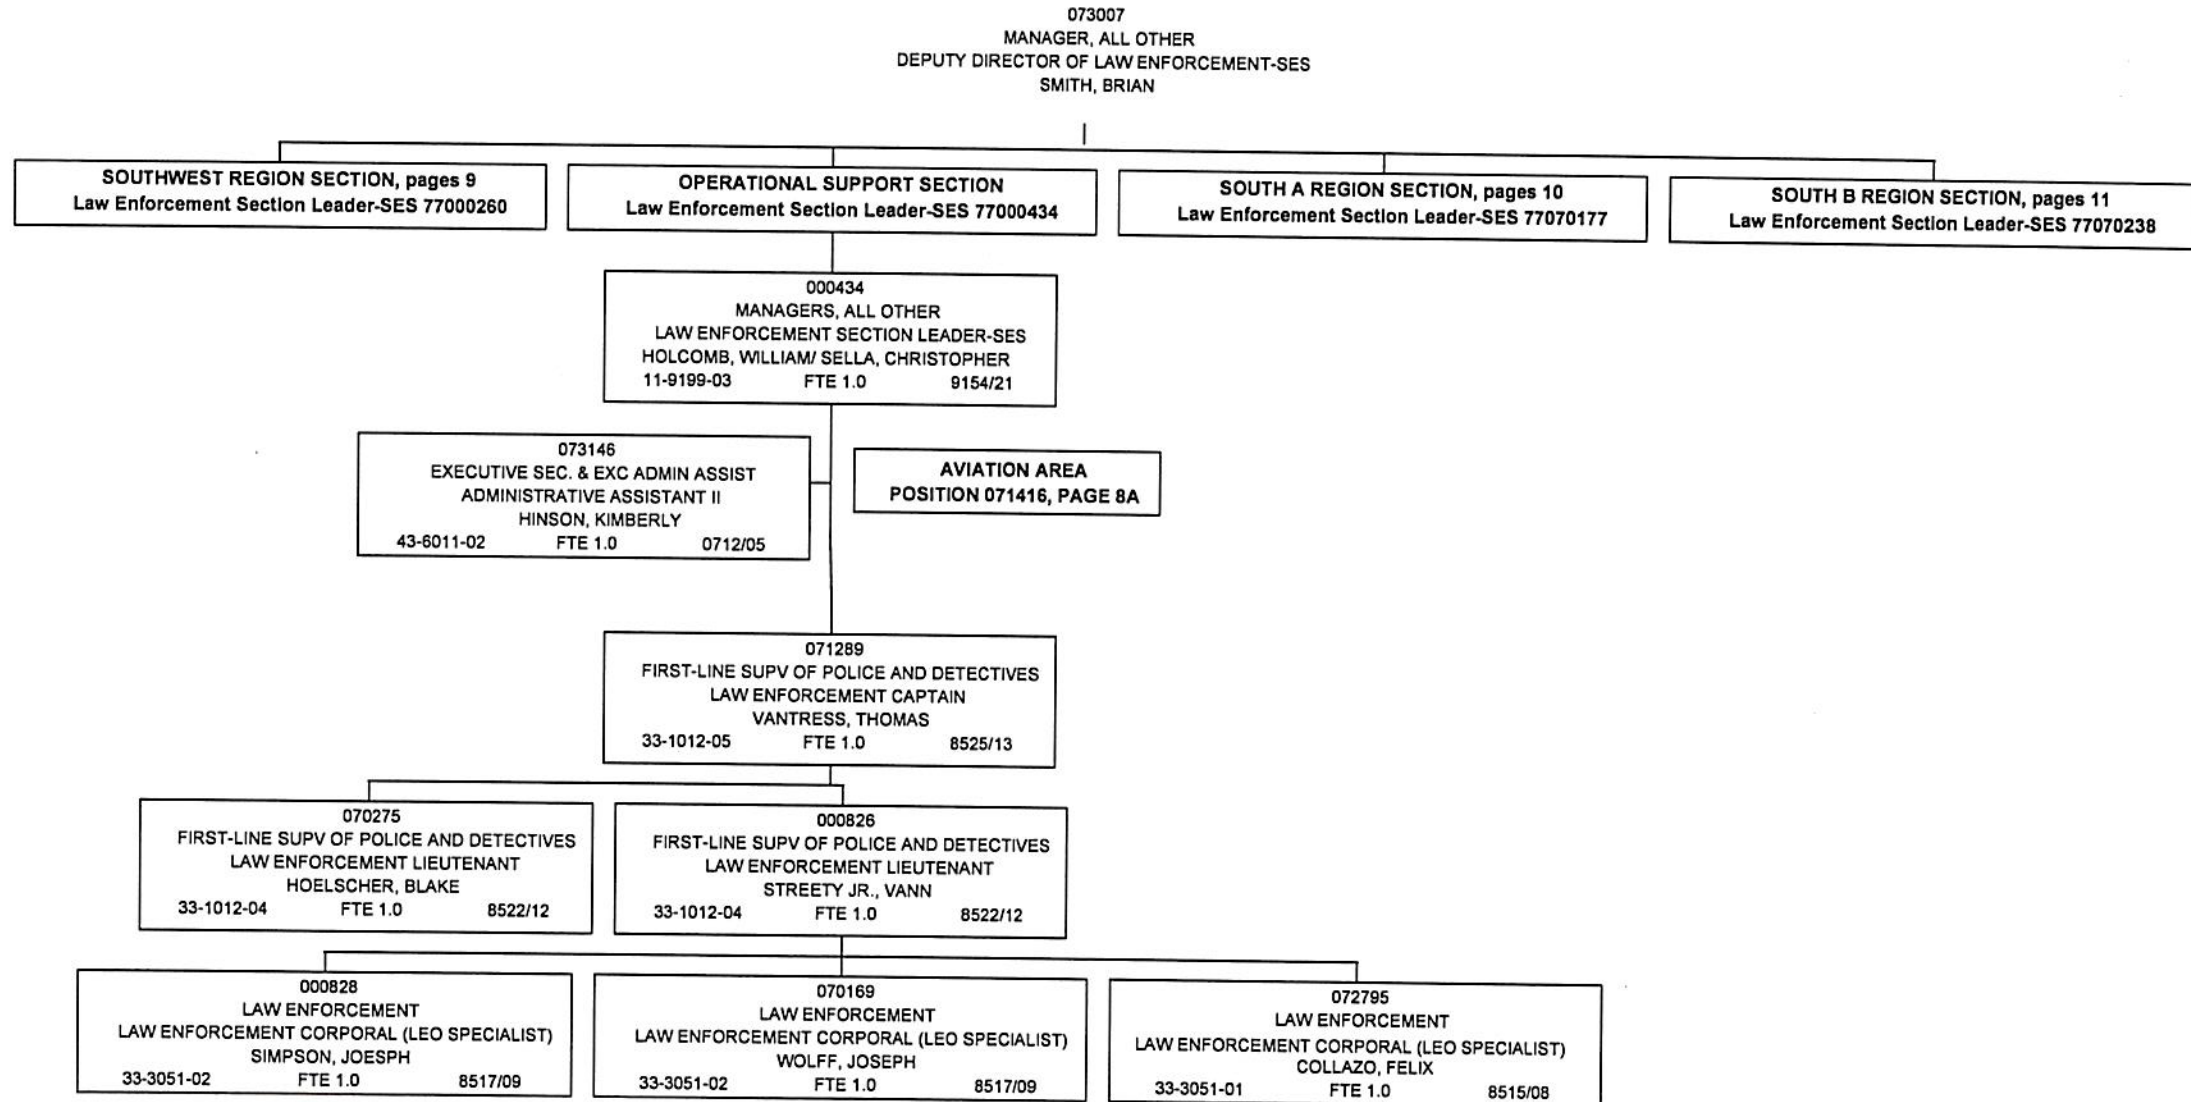 073007
MANAGER, ALL OTHER
DEPUTY DIRECTOR OF LAW ENFORCEMENT-SES
SMITH, BRIAN
SOUTHWEST REGION SECTION, pages 9
Law Enforcement Section Leader-SES 77000260
OPERATIONAL SUPPORT SECTION
Law Enforcement Section Leader-SES 77000434
SOUTH A REGION SECTION, pages 10
Law Enforcement Section Leader-SES 77070177
SOUTH B REGION SECTION, pages 11
Law Enforcement Section Leader-SES 77070238
000434
MANAGERS, ALL OTHER
LAW ENFORCEMENT SECTION LEADER-SES
HOLCOMB, WILLIAM/ SELLA, CHRISTOPHER
11-9199-03 FTE 1.0 9154/21
073146
EXECUTIVE SEC. & EXC ADMIN ASSIST
ADMINISTRATIVE ASSISTANT II
HINSON, KIMBERLY
43-6011-02 FTE 1.0 0712/05
AVIATION AREA
POSITION 071416, PAGE 8A
071289
FIRST-LINE SUPV OF POLICE AND DETECTIVES
LAW ENFORCEMENT CAPTAIN
VANTRESS, THOMAS
33-1012-05 FTE 1.0 8525/13
070275
FIRST-LINE SUPV OF POLICE AND DETECTIVES
LAW ENFORCEMENT LIEUTENANT
HOELSCHER, BLAKE
33-1012-04 FTE 1.0 8522/12
000826
FIRST-LINE SUPV OF POLICE AND DETECTIVES
LAW ENFORCEMENT LIEUTENANT
STREETY JR., VANN
33-1012-04 FTE 1.0 8522/12
000828
LAW ENFORCEMENT
LAW ENFORCEMENT CORPORAL (LEO SPECIALIST)
SIMPSON, JOESPH
33-3051-02 FTE 1.0 8517/09
070169
LAW ENFORCEMENT
LAW ENFORCEMENT CORPORAL (LEO SPECIALIST)
WOLFF, JOSEPH
33-3051-02 FTE 1.0 8517/09
072795
LAW ENFORCEMENT
LAW ENFORCEMENT CORPORAL (LEO SPECIALIST)
COLLAZO, FELIX
33-3051-01 FTE 1.0 8515/08